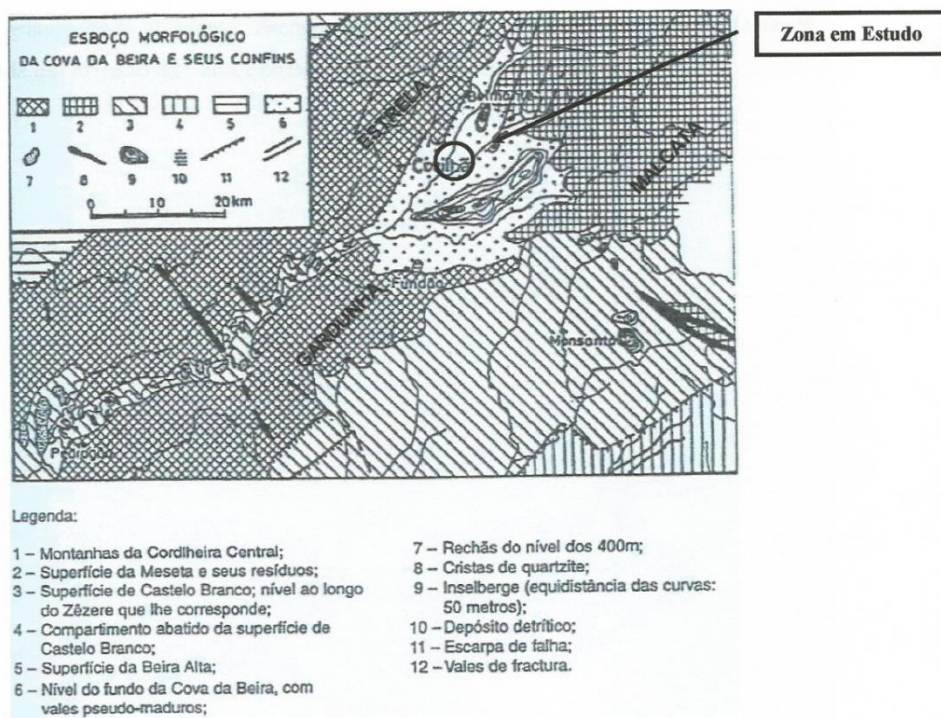 ESBOÇO MORFOLÓGICO
DA COVA DA BEIRA E SEUS CONFINS
1 2 3 4 5 6
7 8 9 10 11 12
0 10 20km
Zona em Estudo
ESTRELA
Belmonte
Covilhã
MALCATA
Fundão
GARDUNHA
Monsanto
Legenda:
1 – Montanhas da Cordlheira Central;
2 – Superfície da Meseta e seus resíduos;
3 – Superfície de Castelo Branco; nível ao longo
do Zêzere que lhe corresponde;
4 – Compartimento abatido da superfície de
Castelo Branco;
5 – Superfície da Beira Alta;
6 – Nível do fundo da Cova da Beira, com
vales pseudo-maduros;
7 – Rechãs do nível dos 400m;
8 – Cristas de quartzite;
9 – Inselberge (equidistância das curvas:
50 metros);
10 – Depósito detrítico;
11 – Escarpa de falha;
12 – Vales de fractura.